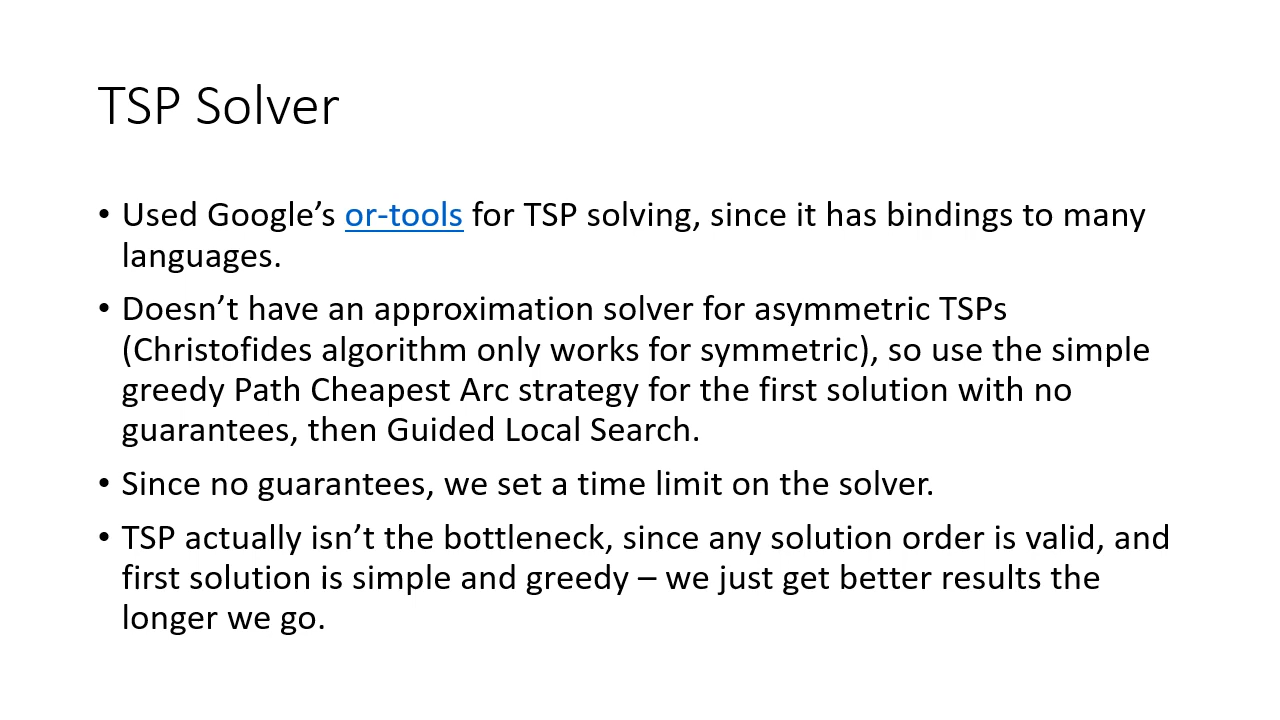 TSP Solver
• Used Google’s or-tools for TSP solving, since it has bindings to many
languages.
• Doesn’t have an approximation solver for asymmetric TSPs
(Christofides algorithm only works for symmetric), so use the simple
greedy Path Cheapest Arc strategy for the first solution with no
guarantees, then Guided Local Search.
• Since no guarantees, we set a time limit on the solver.
• TSP actually isn’t the bottleneck, since any solution order is valid, and
first solution is simple and greedy – we just get better results the
longer we go.